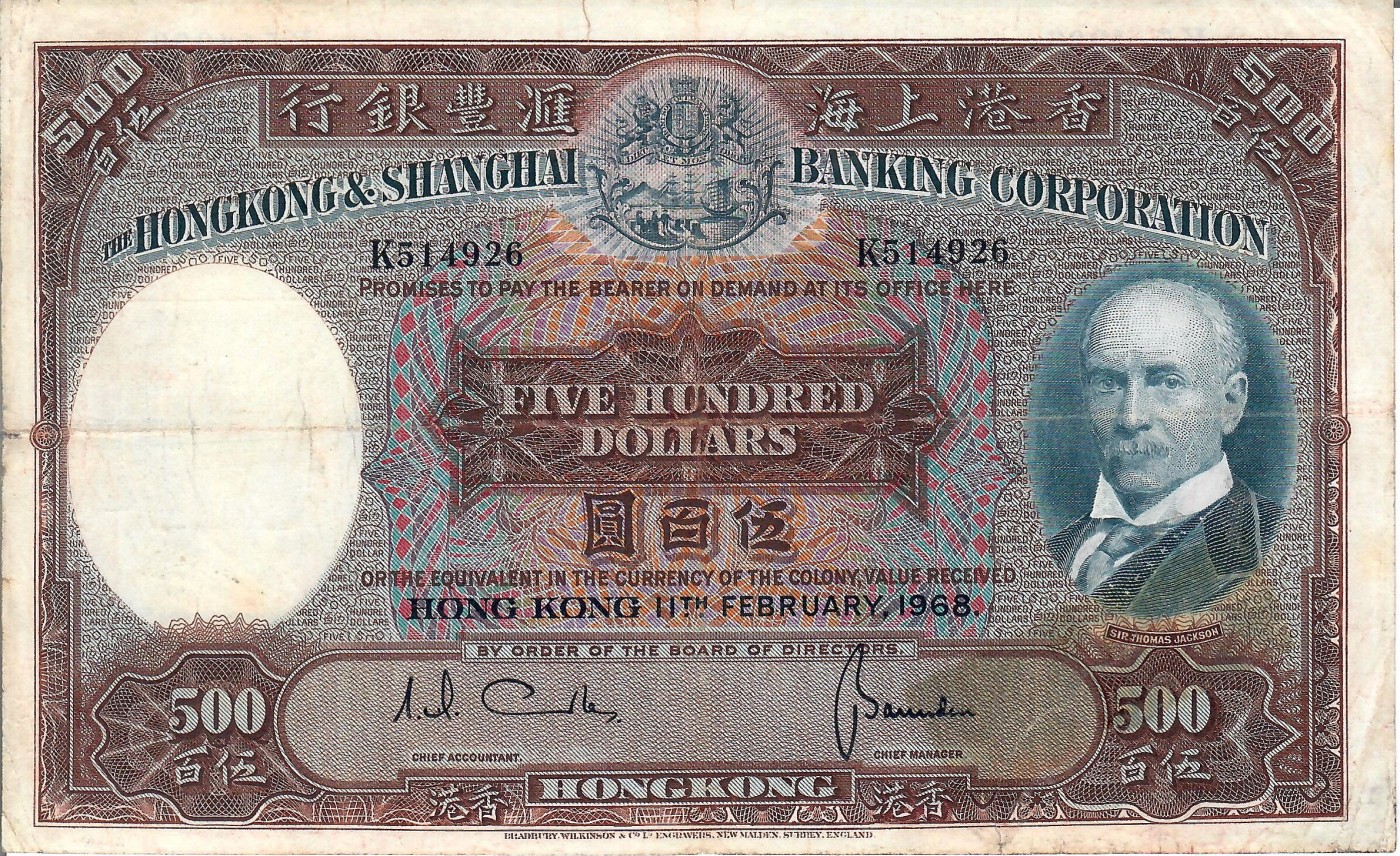 500
百伍
行銀豐滙 海上港香
500
百伍
THE HONGKONG & SHANGHAI BANKING CORPORATION
K514926 K514926
PROMISES TO PAY THE BEARER ON DEMAND AT ITS OFFICE HERE
FIVE HUNDRED
DOLLARS
圓百伍
OR THE EQUIVALENT IN THE CURRENCY OF THE COLONY, VALUE RECEIVED
HONG KONG 11TH FEBRUARY, 1968.
SIR THOMAS JACKSON
BY ORDER OF THE BOARD OF DIRECTORS.
500
百伍
CHIEF ACCOUNTANT.
CHIEF MANAGER
500
百伍
港香 HONGKONG 港香
BRADBURY, WILKINSON & Co Ld ENGRAVERS, NEW MALDEN, SURREY, ENGLAND